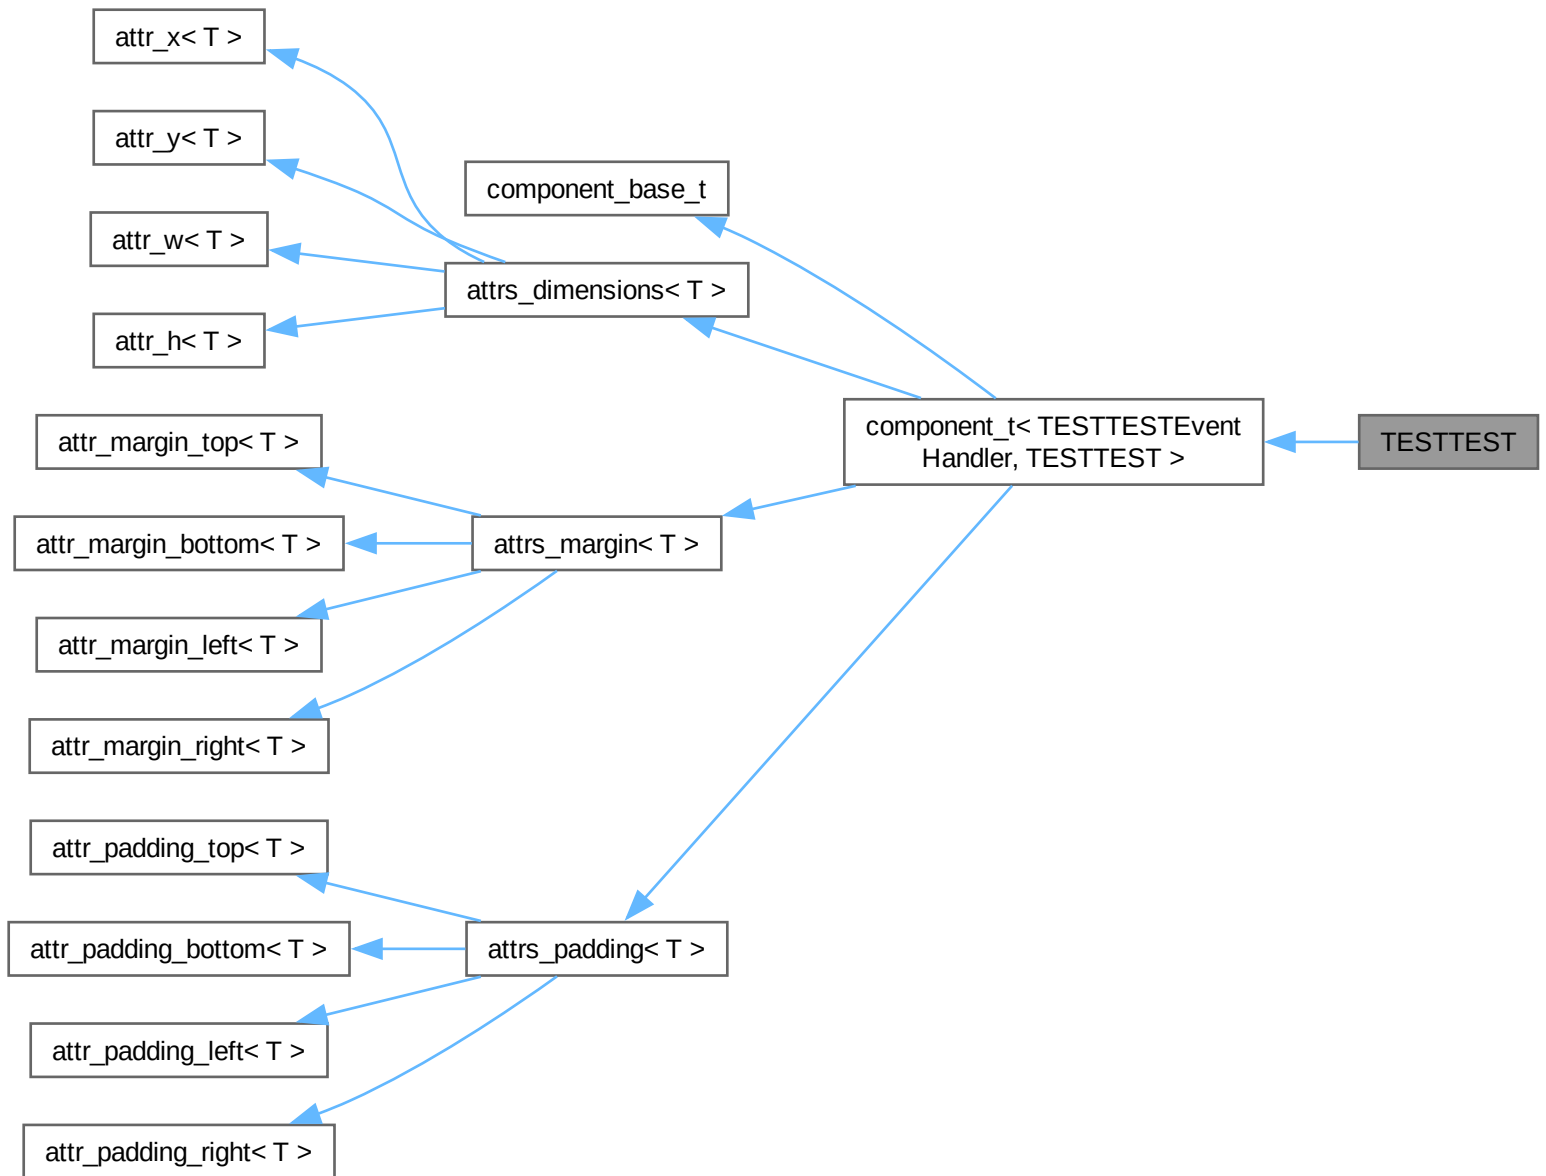 attr_x< T >
attr_y< T >
component_base_t
attr_w< T >
attrs_dimensions< T >
attr_h< T >
component_t< TESTTESTEvent
Handler, TESTTEST >
TESTTEST
attr_margin_top< T >
attr_margin_bottom< T >
attrs_margin< T >
attr_margin_left< T >
attr_margin_right< T >
attr_padding_top< T >
attr_padding_bottom< T >
attrs_padding< T >
attr_padding_left< T >
attr_padding_right< T >